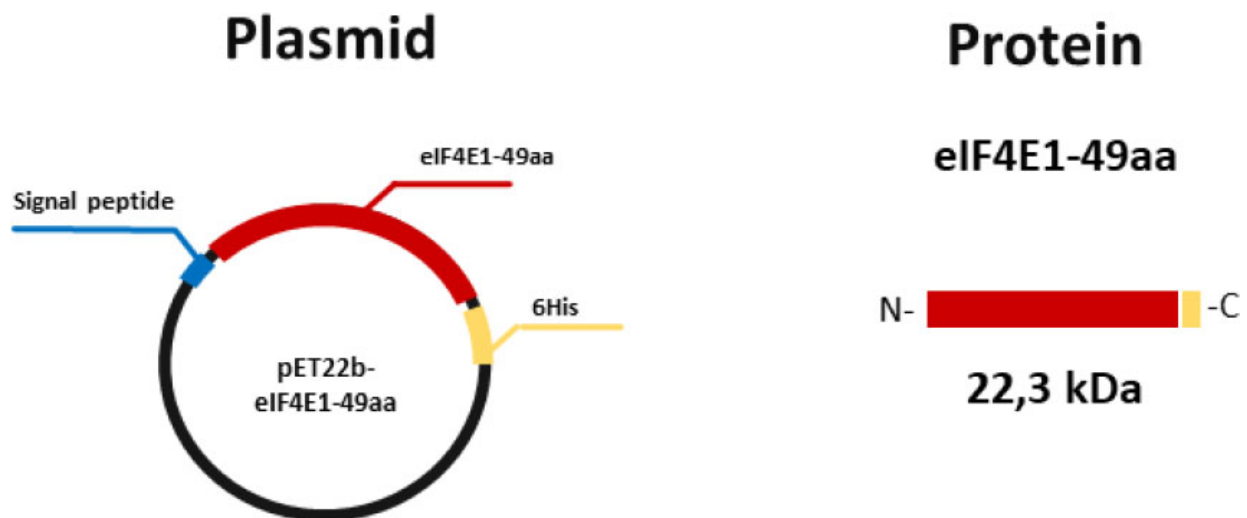 Plasmid
eIF4E1-49aa
Signal peptide
6His
pET22b-
eIF4E1-49aa
Protein
eIF4E1-49aa
N-
-C
22,3 kDa